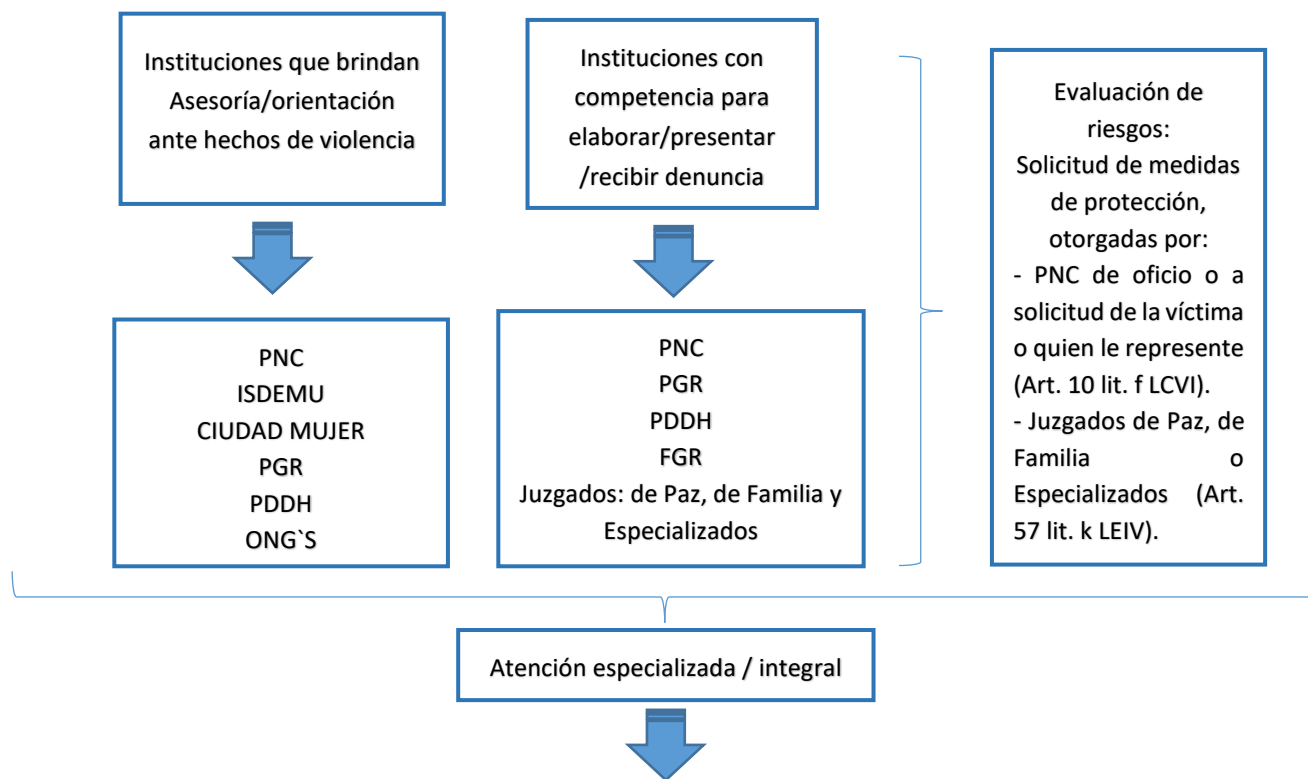 Instituciones que brindan
Asesoría/orientación
ante hechos de violencia
Instituciones con
competencia para
elaborar/presentar
/recibir denuncia
PNC
ISDEMU
CIUDAD MUJER
PGR
PDDH
ONG`S
PNC
PGR
PDDH
FGR
Juzgados: de Paz, de Familia y
Especializados
Evaluación de
riesgos:
Solicitud de medidas
de protección,
otorgadas por:
- PNC de oficio o a
solicitud de la víctima
o quien le represente
(Art. 10 lit. f LCVI).
- Juzgados de Paz, de
Familia o
Especializados (Art.
57 lit. k LEIV).
Atención especializada / integral